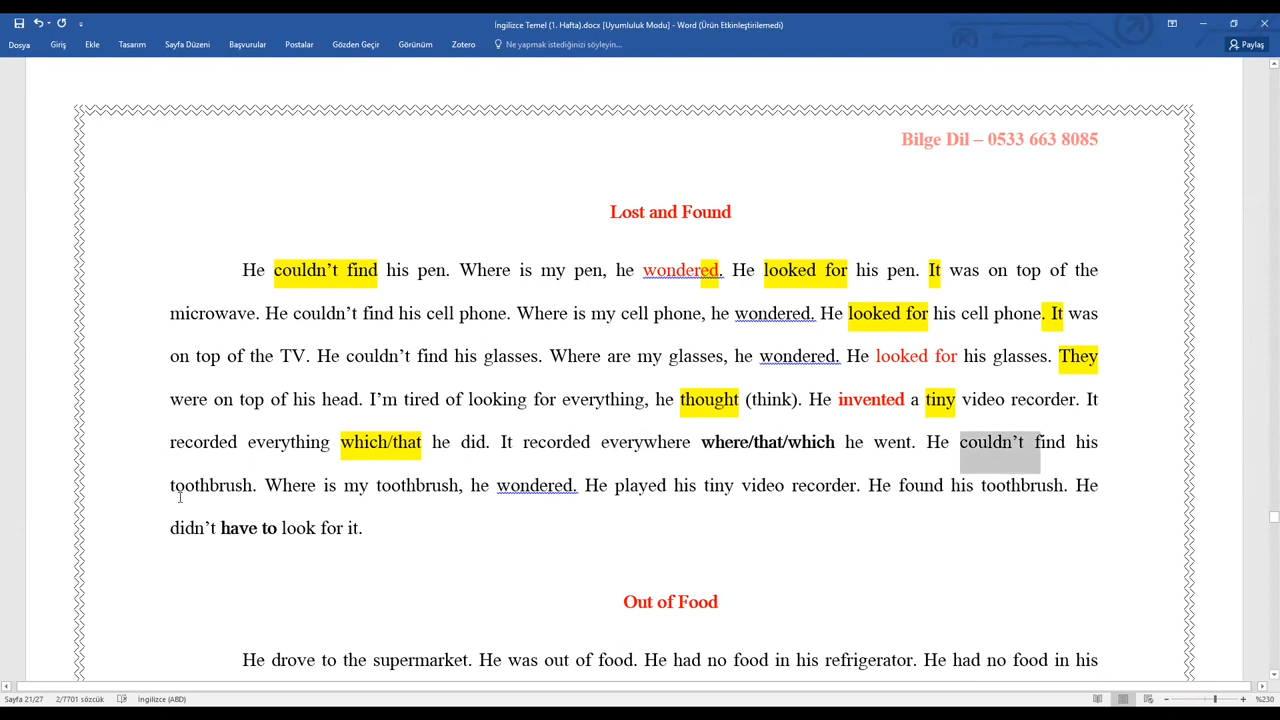 İngilizce Temel (1. Hafta).docx [Uyumluluk Modu] - Word (Ürün Etkinleştirilemedi)
Dosya Giriş Ekle Tasarım Sayfa Düzeni Başvurular Postalar Gözden Geçir Görünüm Zotero Ne yapmak istediğinizi söyleyin... Paylaş
Bilge Dil – 0533 663 8085
Lost and Found
He couldn't find his pen. Where is my pen, he wondered. He looked for his pen. It was on top of the
microwave. He couldn't find his cell phone. Where is my cell phone, he wondered. He looked for his cell phone. It was
on top of the TV. He couldn't find his glasses. Where are my glasses, he wondered. He looked for his glasses. They
were on top of his head. I'm tired of looking for everything, he thought (think). He invented a tiny video recorder. It
recorded everything which/that he did. It recorded everywhere where/that/which he went. He couldn't find his
toothbrush. Where is my toothbrush, he wondered. He played his tiny video recorder. He found his toothbrush. He
didn't have to look for it.
Out of Food
He drove to the supermarket. He was out of food. He had no food in his refrigerator. He had no food in his
Sayfa 21/27 2/7701 sözcük İngilizce (ABD) %230